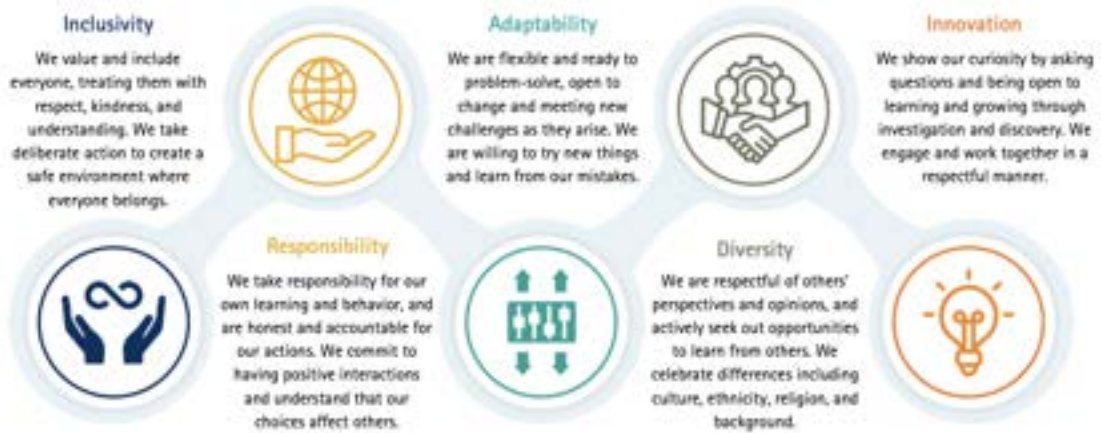 Inclusivity
We value and include
everyone, treating them with
respect, kindness, and
understanding. We take
deliberate action to create a
safe environment where
everyone belongs.
Responsibility
We take responsibility for our
own learning and behavior, and
are honest and accountable for
our actions. We commit to
having positive interactions
and understand that our
choices affect others.
Adaptability
We are flexible and ready to
problem-solve, open to
change and meeting new
challenges as they arise. We
are willing to try new things
and learn from our mistakes.
Diversity
We are respectful of others'
perspectives and opinions, and
actively seek out opportunities
to learn from others. We
celebrate differences including
culture, ethnicity, religion, and
background.
Innovation
We show our curiosity by asking
questions and being open to
learning and growing through
investigation and discovery. We
engage and work together in a
respectful manner.